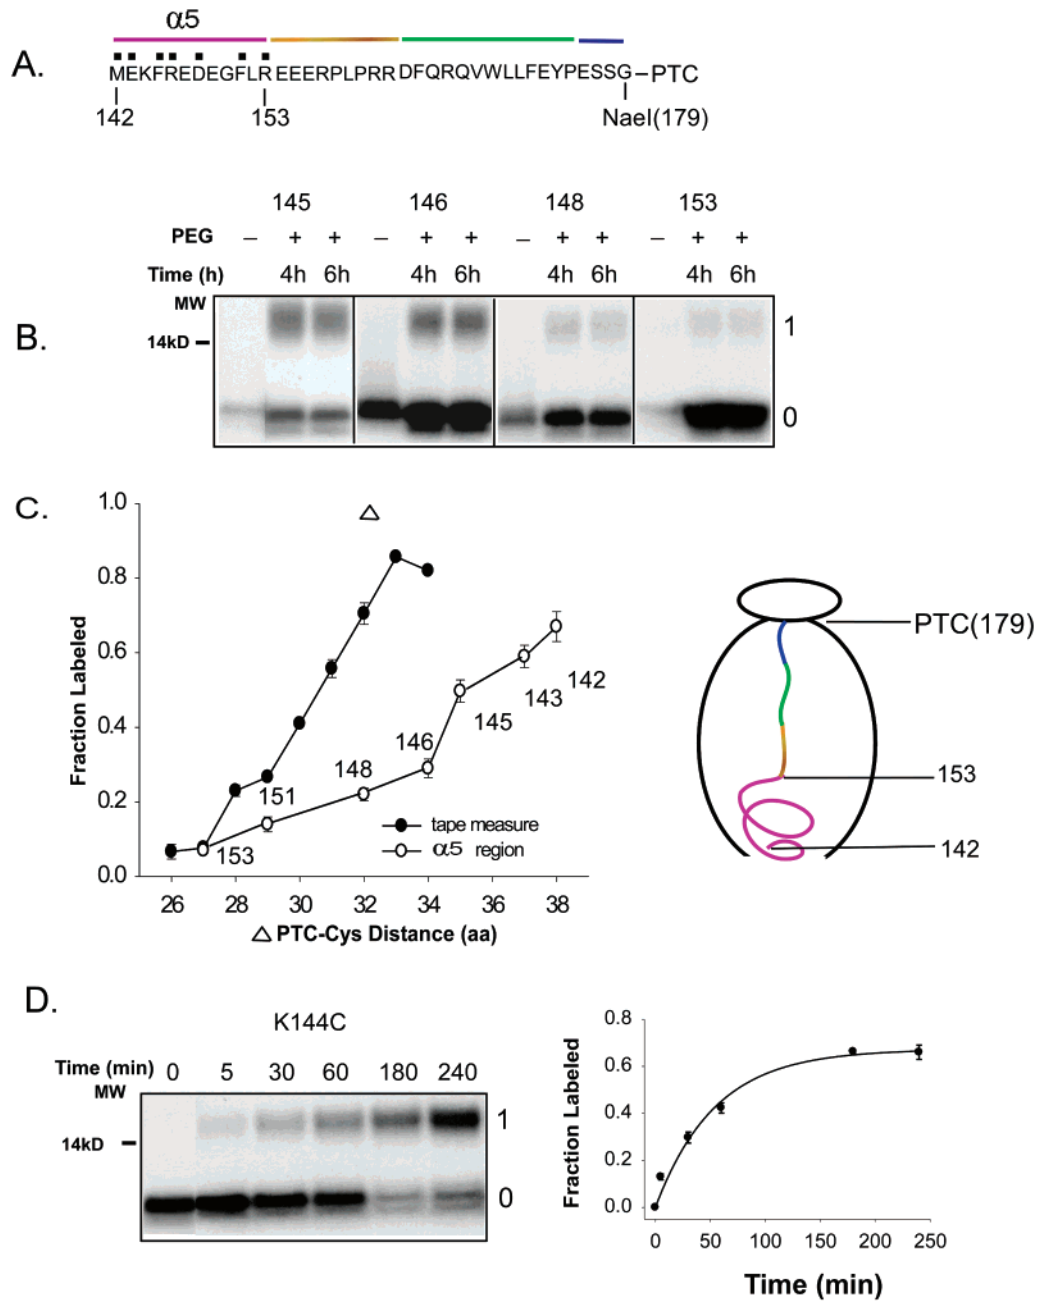 α5
A.
MEKFREDEGFLREEERPLPRRDFQRQVWLLFEYPESSG–PTC
142 153 NaeI(179)
145 146 148 153
PEG – + + – + + – + + – + +
Time (h) 4h 6h 4h 6h 4h 6h 4h 6h
MW
B.
14kD
1
0
C.
Fraction Labeled
1.0
0.8
0.6
0.4
0.2
0.0
26 28 30 32 34 36 38
△ PTC-Cys Distance (aa)
142
143
145
146
148
151
153
tape measure
α5 region
PTC(179)
153
142
D.
K144C
Time (min) 0 5 30 60 180 240
MW
14kD
1
0
Fraction Labeled
0.8
0.6
0.4
0.2
0.0
0 50 100 150 200 250
Time (min)